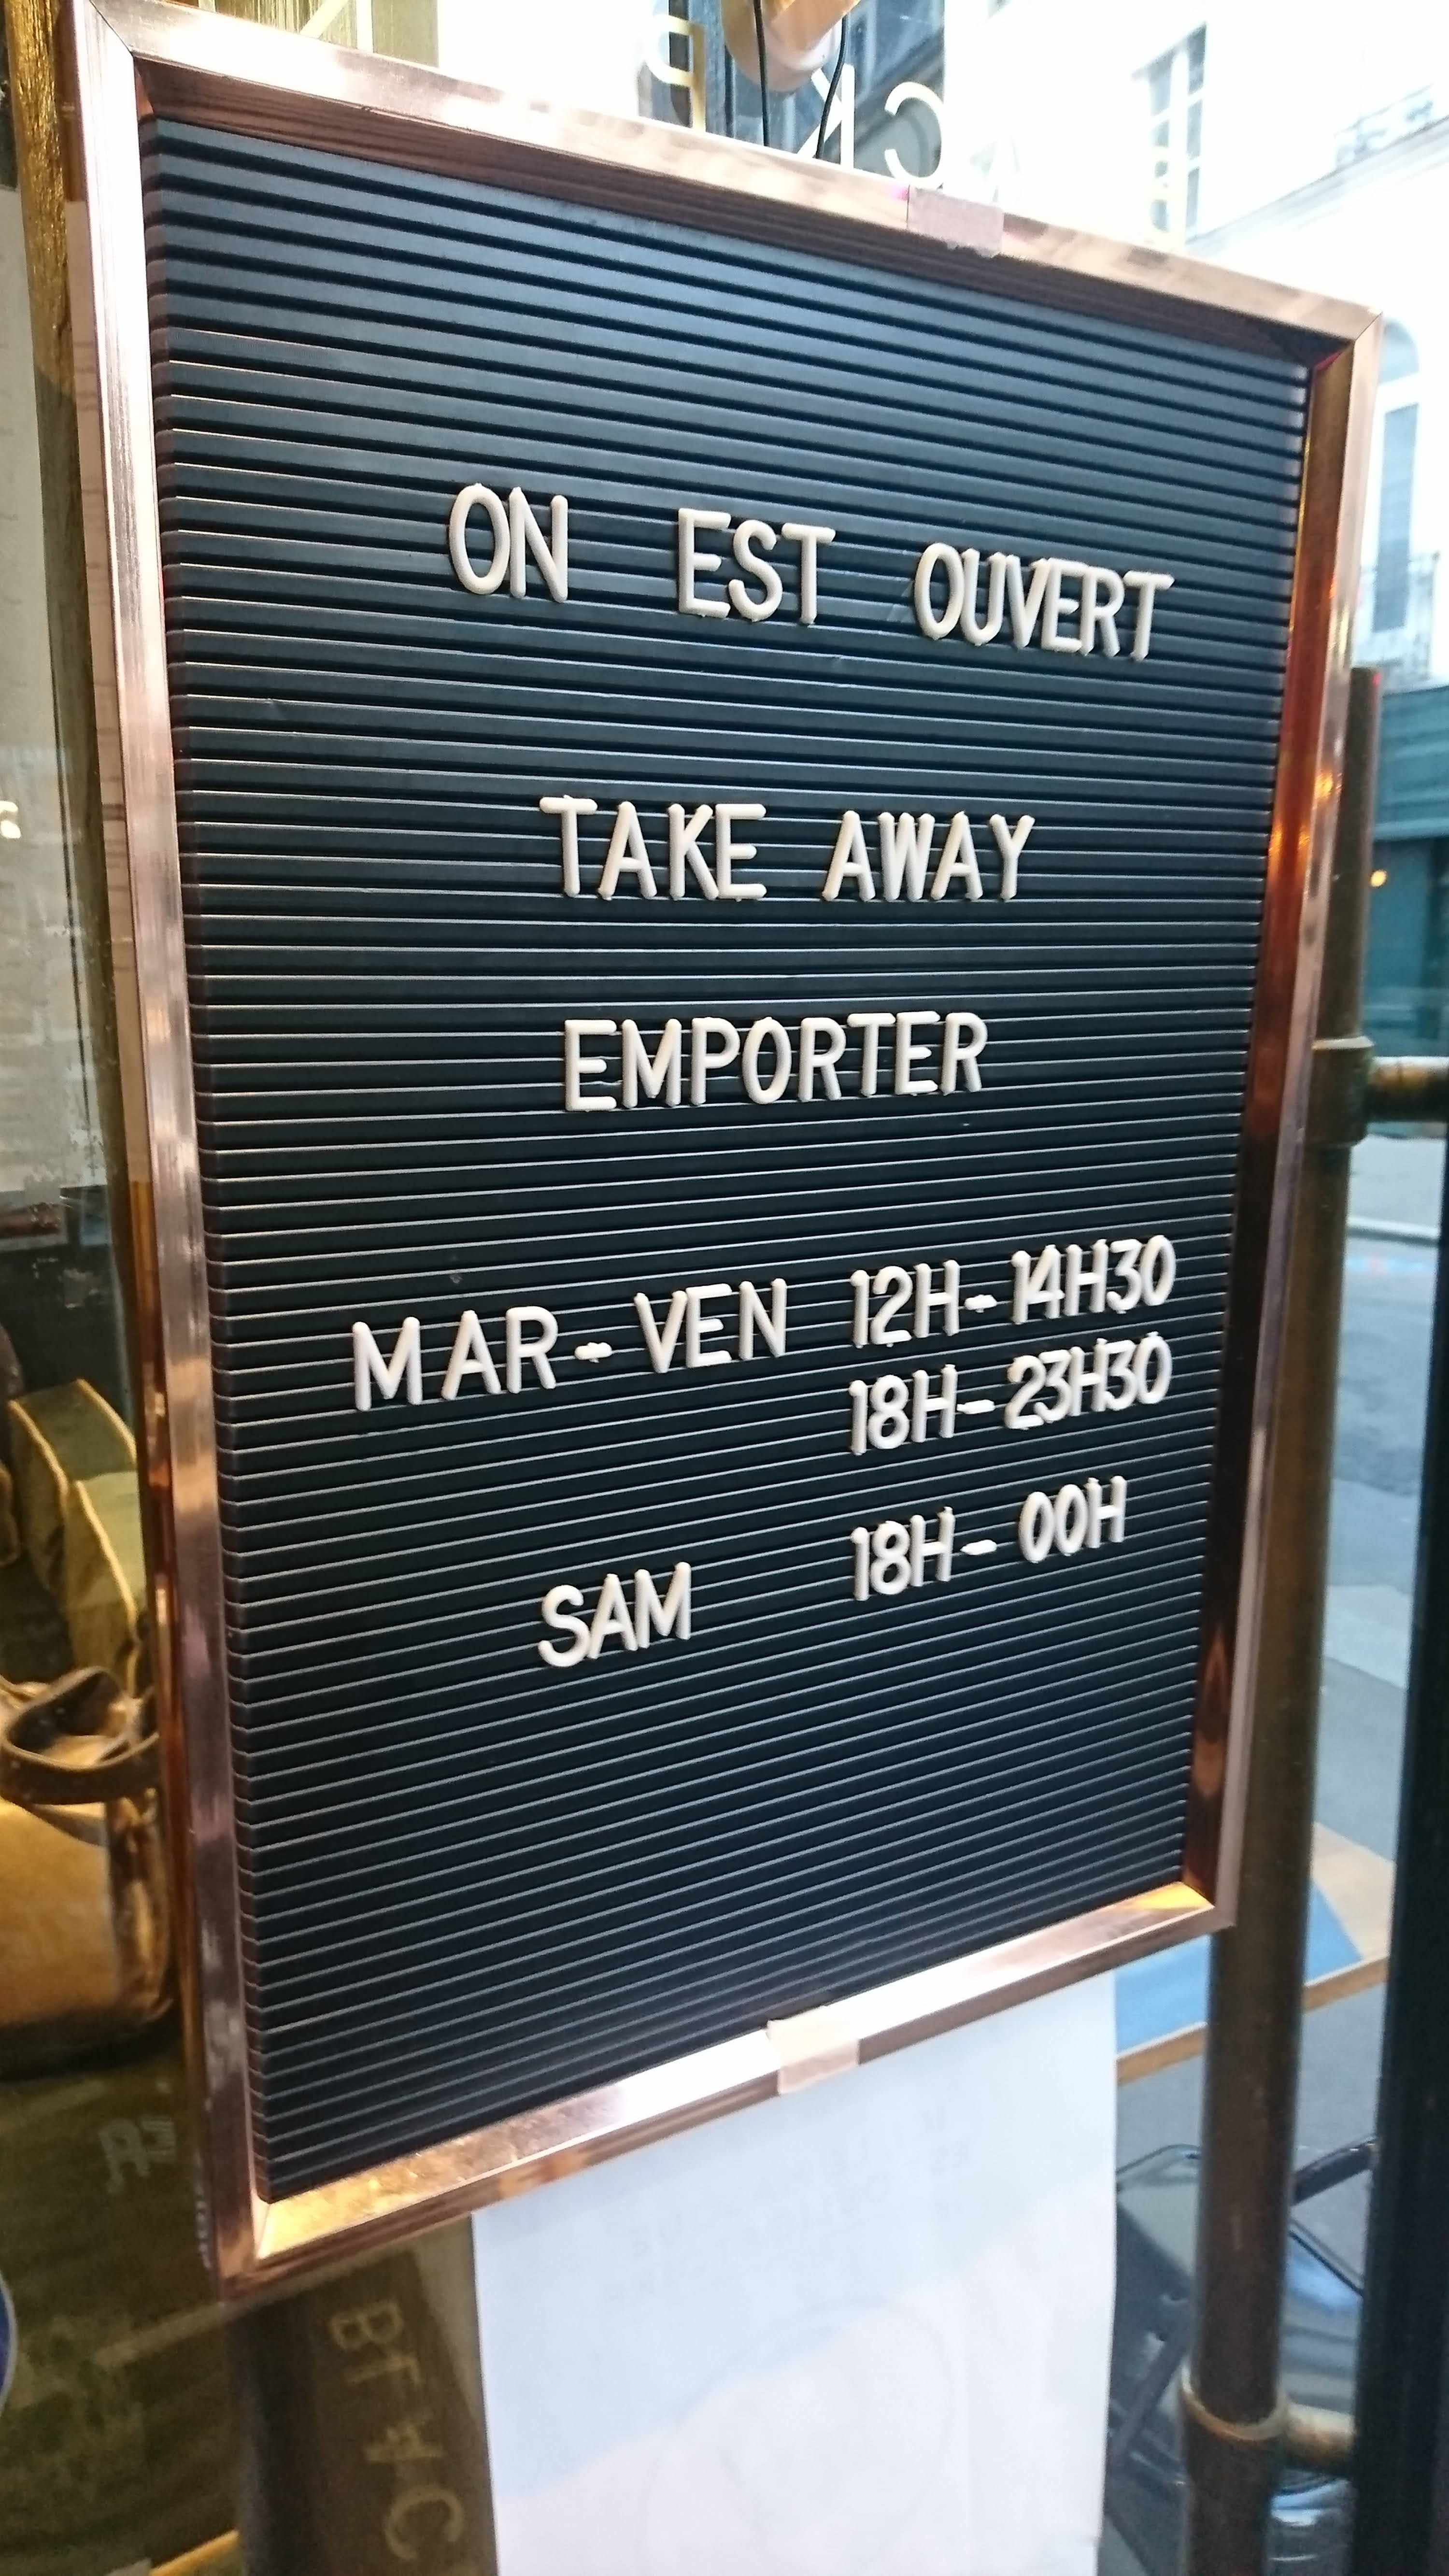 ON EST OUVERT
TAKE AWAY
EMPORTER
MAR-VEN 12H-14H30
18H-23H30
SAM 18H-00H